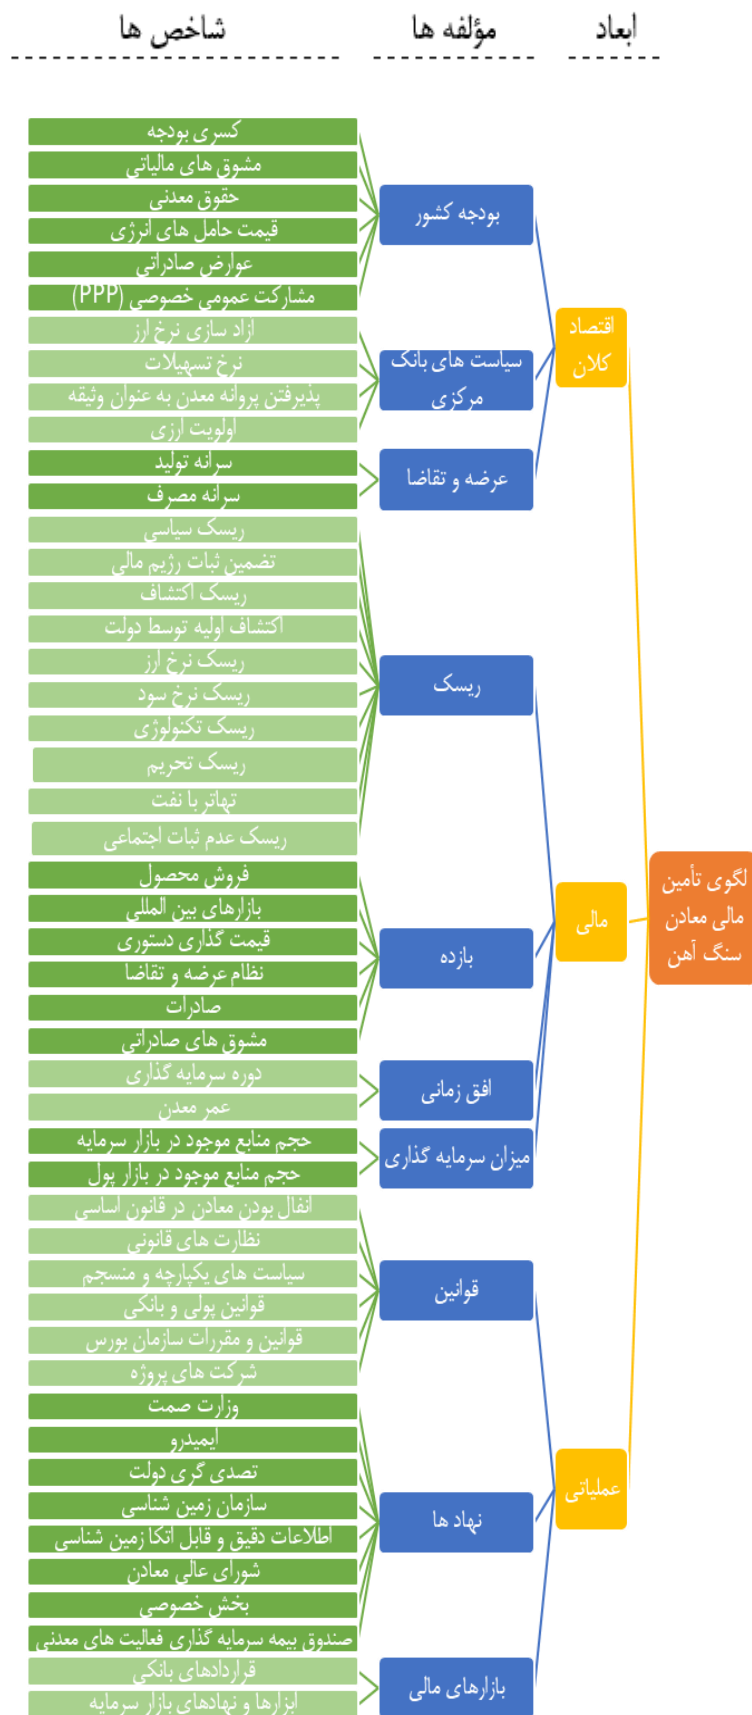 ابعاد
مؤلفه ها
شاخص ها
لگوی تأمین
مالی معادن
سنگ آهن
اقتصاد
کلان
بودجه کشور
کسری بودجه
مشوق های مالیاتی
حقوق معدنی
قیمت حامل های انرژی
عوارض صادراتی
مشارکت عمومی خصوصی (PPP)
سیاست های بانک
مرکزی
ازاد سازی نرخ ارز
نرخ تسهیلات
پذیرفتن پروانه معدن به عنوان وثیقه
اولویت ارزی
عرضه و تقاضا
سرانه تولید
سرانه مصرف
مالی
ریسک
ریسک سیاسی
تضمین ثبات رژیم مالی
ریسک اکتشاف
اکتشاف اولیه توسط دولت
ریسک نرخ ارز
ریسک نرخ سود
ریسک تکنولوژی
ریسک تحریم
تهاتر با نفت
ریسک عدم ثبات اجتماعی
بازده
فروش محصول
بازارهای بین المللی
قیمت گذاری دستوری
نظام عرضه و تقاضا
صادرات
مشوق های صادراتی
افق زمانی
دوره سرمایه گذاری
عمر معدن
میزان سرمایه گذاری
حجم منابع موجود در بازار سرمایه
حجم منابع موجود در بازار پول
عملیاتی
قوانین
انفال بودن معادن در قانون اساسی
نظارت های قانونی
سیاست های یکپارچه و منسجم
قوانین پولی و بانکی
قوانین و مقررات سازمان بورس
شرکت های پروژه
نهاد ها
وزارت صمت
ایمیدرو
تصدی گری دولت
سازمان زمین شناسی
اطلاعات دقیق و قابل اتکا زمین شناسی
شورای عالی معادن
بخش خصوصی
صندوق بیمه سرمایه گذاری فعالیت های معدنی
بازارهای مالی
قراردادهای بانکی
ابزارها و نهادهای بازار سرمایه